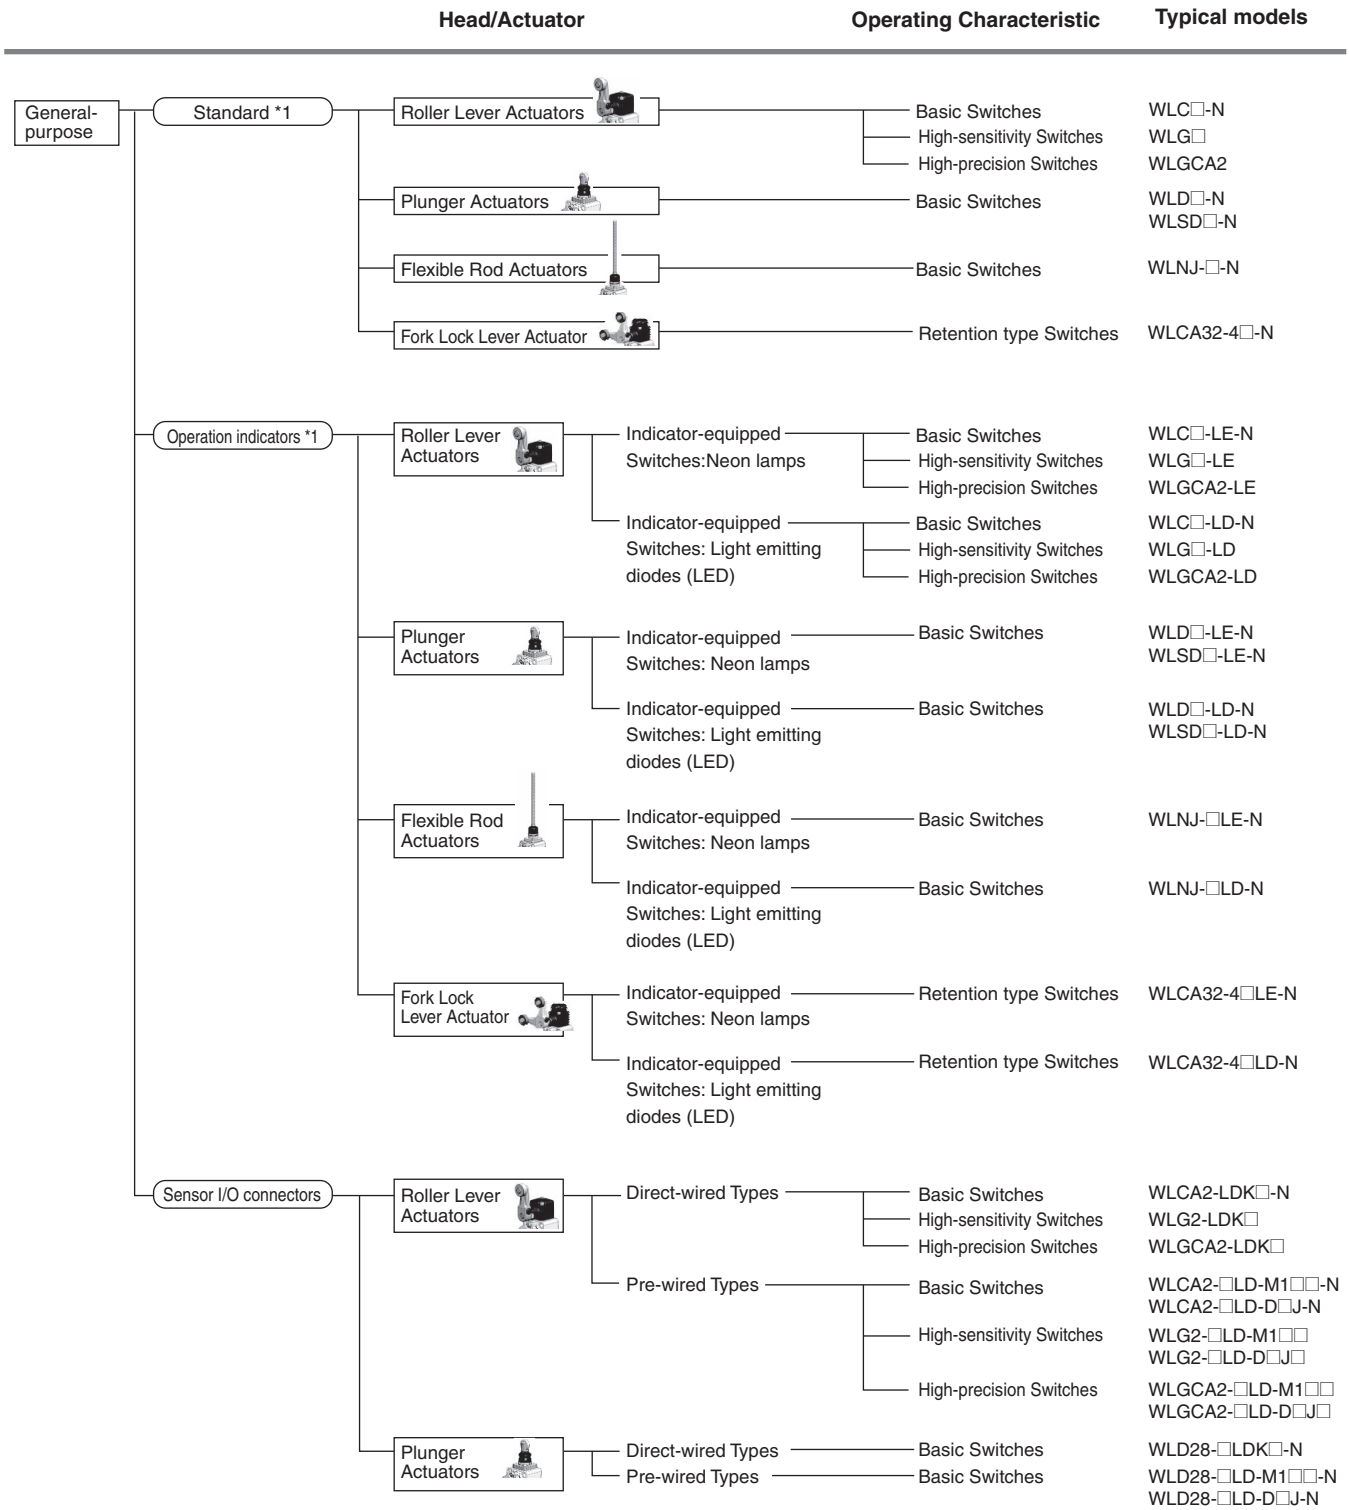 Head/Actuator Operating Characteristic Typical models
General-purpose
Standard *1
Roller Lever Actuators
Basic Switches WLC□-N
High-sensitivity Switches WLG□
High-precision Switches WLGCA2
Plunger Actuators
Basic Switches WLD□-N
WLSD□-N
Flexible Rod Actuators
Basic Switches WLNJ-□-N
Fork Lock Lever Actuator
Retention type Switches WLCA32-4□-N
Operation indicators *1
Roller Lever
Actuators
Indicator-equipped
Switches:Neon lamps
Basic Switches WLC□-LE-N
High-sensitivity Switches WLG□-LE
High-precision Switches WLGCA2-LE
Indicator-equipped
Switches: Light emitting
diodes (LED)
Basic Switches WLC□-LD-N
High-sensitivity Switches WLG□-LD
High-precision Switches WLGCA2-LD
Plunger
Actuators
Indicator-equipped
Switches: Neon lamps
Basic Switches WLD□-LE-N
WLSD□-LE-N
Indicator-equipped
Switches: Light emitting
diodes (LED)
Basic Switches WLD□-LD-N
WLSD□-LD-N
Flexible Rod
Actuators
Indicator-equipped
Switches: Neon lamps
Basic Switches WLNJ-□LE-N
Indicator-equipped
Switches: Light emitting
diodes (LED)
Basic Switches WLNJ-□LD-N
Fork Lock
Lever Actuator
Indicator-equipped
Switches: Neon lamps
Retention type Switches WLCA32-4□LE-N
Indicator-equipped
Switches: Light emitting
diodes (LED)
Retention type Switches WLCA32-4□LD-N
Sensor I/O connectors
Roller Lever
Actuators
Direct-wired Types
Basic Switches WLCA2-LDK□-N
High-sensitivity Switches WLG2-LDK□
High-precision Switches WLGCA2-LDK□
Pre-wired Types
Basic Switches WLCA2-□LD-M1□□-N
WLCA2-□LD-D□J-N
High-sensitivity Switches WLG2-□LD-M1□□
WLG2-□LD-D□J□
High-precision Switches WLGCA2-□LD-M1□□
WLGCA2-□LD-D□J□
Plunger
Actuators
Direct-wired Types Basic Switches WLD28-□LDK□-N
Pre-wired Types Basic Switches WLD28-□LD-M1□□-N
WLD28-□LD-D□J-N